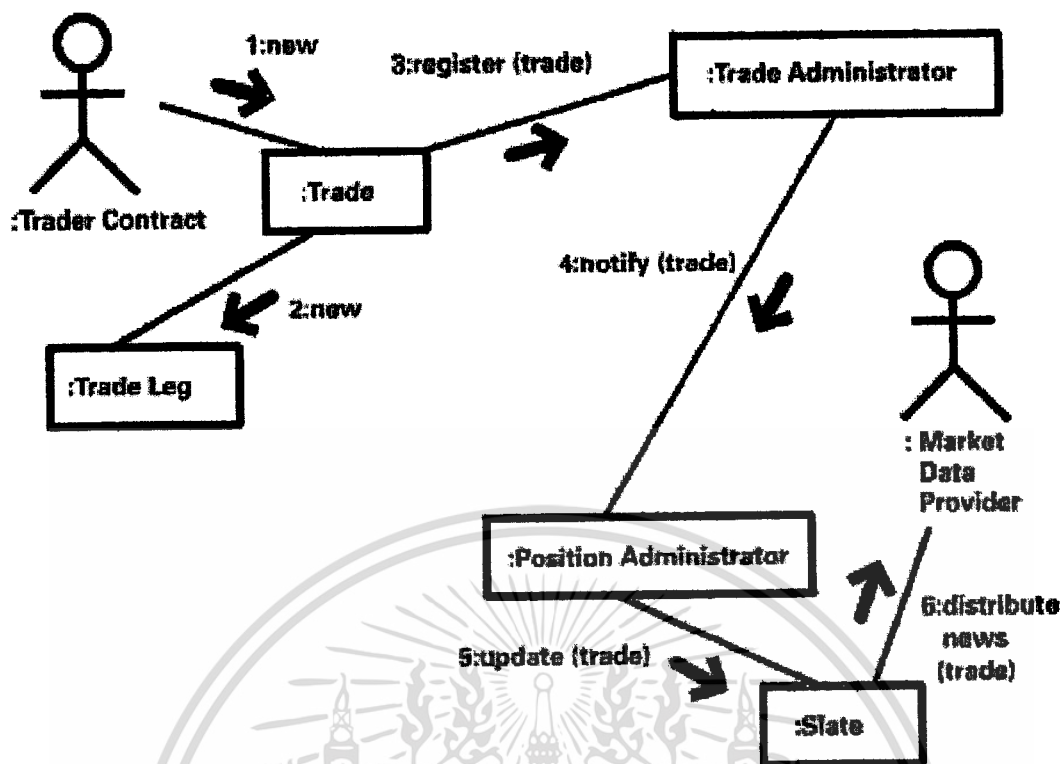 1:new
3:register (trade)
:Trade Administrator
:Trade
:Trader Contract
4:notify (trade)
2:new
:Trade Leg
: Market
Data
Provider
:Position Administrator
6:distribute
news
(trade)
5:update (trade)
:Slate